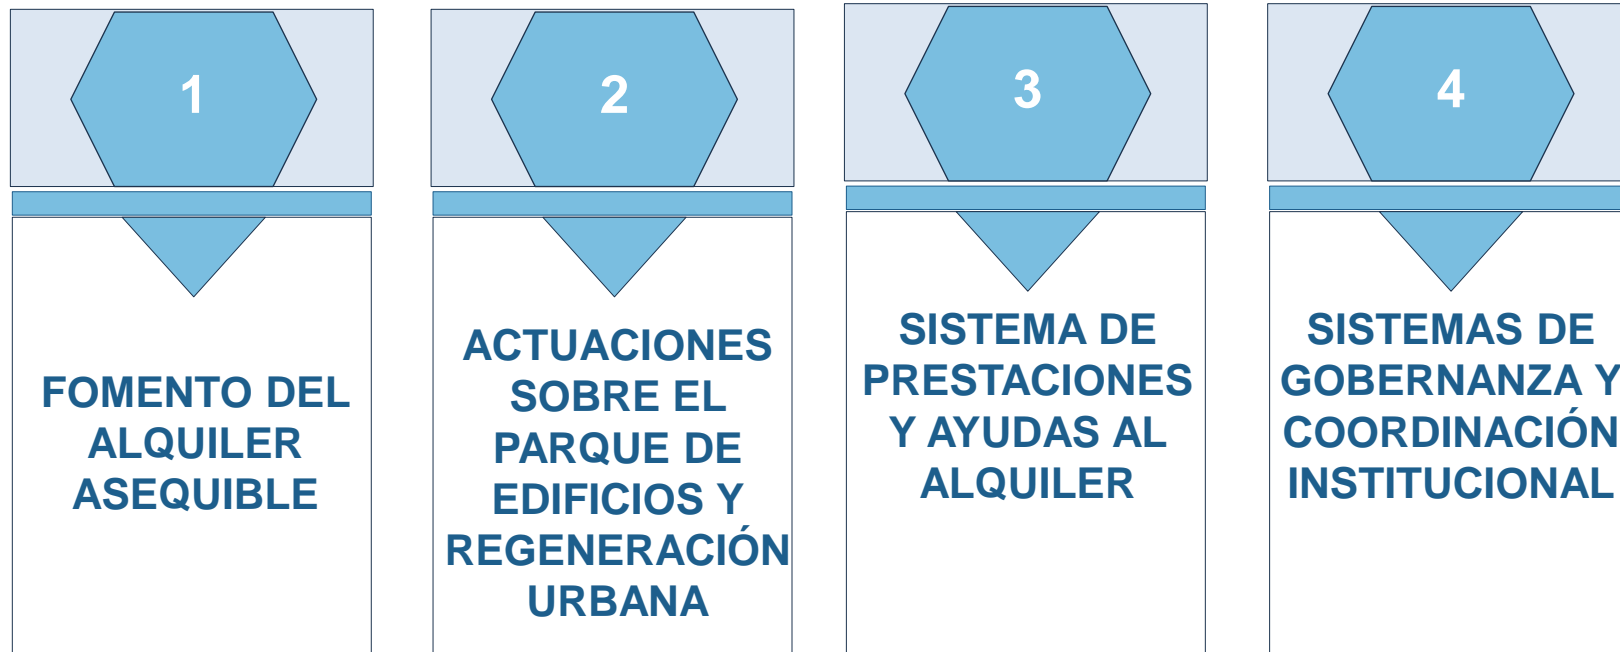 1
FOMENTO DEL
ALQUILER
ASEQUIBLE
2
ACTUACIONES
SOBRE EL
PARQUE DE
EDIFICIOS Y
REGENERACIÓN
URBANA
3
SISTEMA DE
PRESTACIONES
Y AYUDAS AL
ALQUILER
4
SISTEMAS DE
GOBERNANZA Y
COORDINACIÓN
INSTITUCIONAL